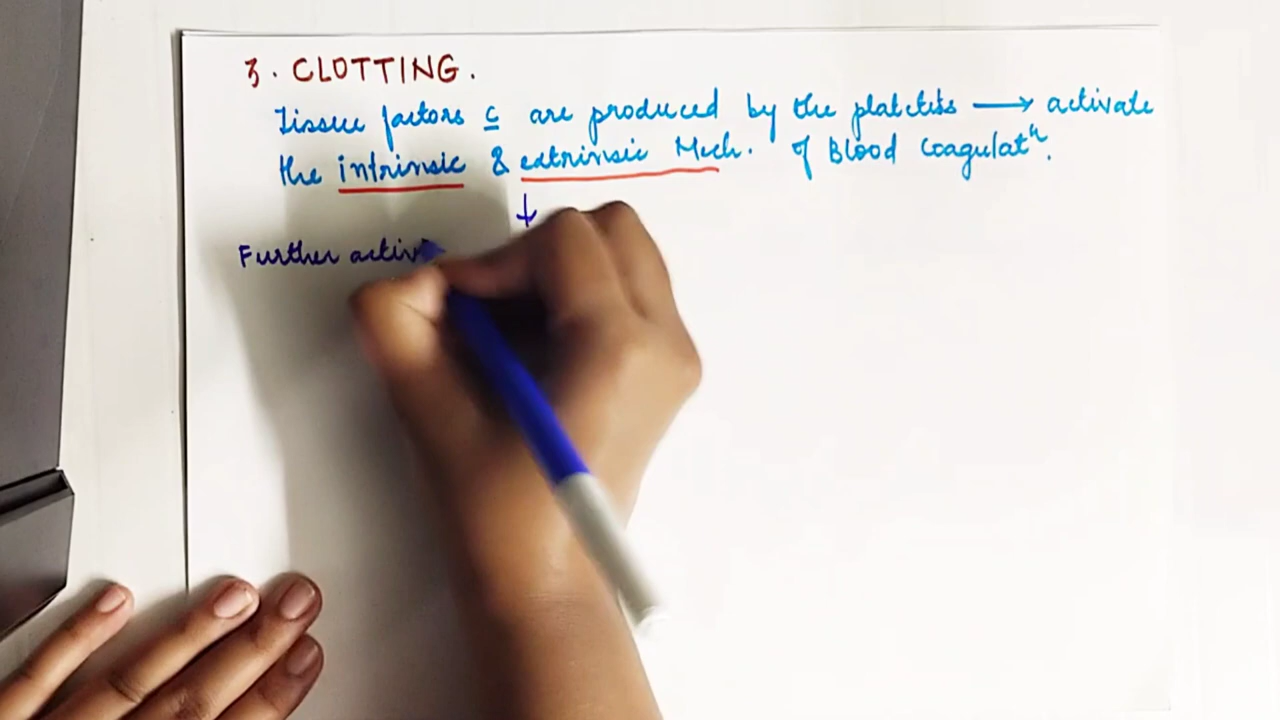 3. CLOTTING.
Tissue factors c̲ are produced by the platelets ⟶ activate
the intrinsic & extrinsic Mech. of Blood Coagulatⁿ.
↓
Further activ